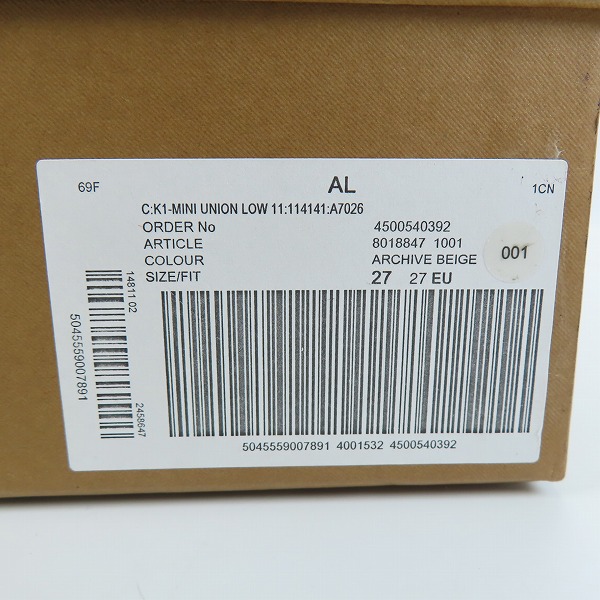 69F AL 1CN
C:K1-MINI UNION LOW 11:114141:A7026
ORDER No 4500540392
ARTICLE 8018847 1001
COLOUR ARCHIVE BEIGE
001
SIZE/FIT 27 27 EU
14811 02
5045559007891
2458647
5045559007891 4001532 4500540392